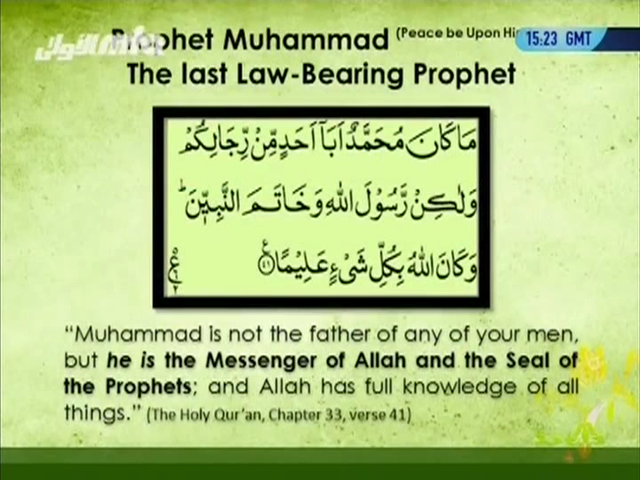 الأولى mta
Prophet Muhammad (Peace be Upon Hi
15:23 GMT
The last Law-Bearing Prophet
مَا كَانَ مُحَمَّدٌ اَبَآ اَحَدٍ مِّنْ رِّجَالِكُمْ
وَلٰكِنْ رَّسُوْلَ اللّٰهِ وَخَاتَمَ النَّبِيّٖنَ ؕ
وَكَانَ اللّٰهُ بِكُلِّ شَیْءٍ عَلِيْمًا ۴۱
“Muhammad is not the father of any of your men,
but he is the Messenger of Allah and the Seal of
the Prophets; and Allah has full knowledge of all
things.” (The Holy Qur’an, Chapter 33, verse 41)